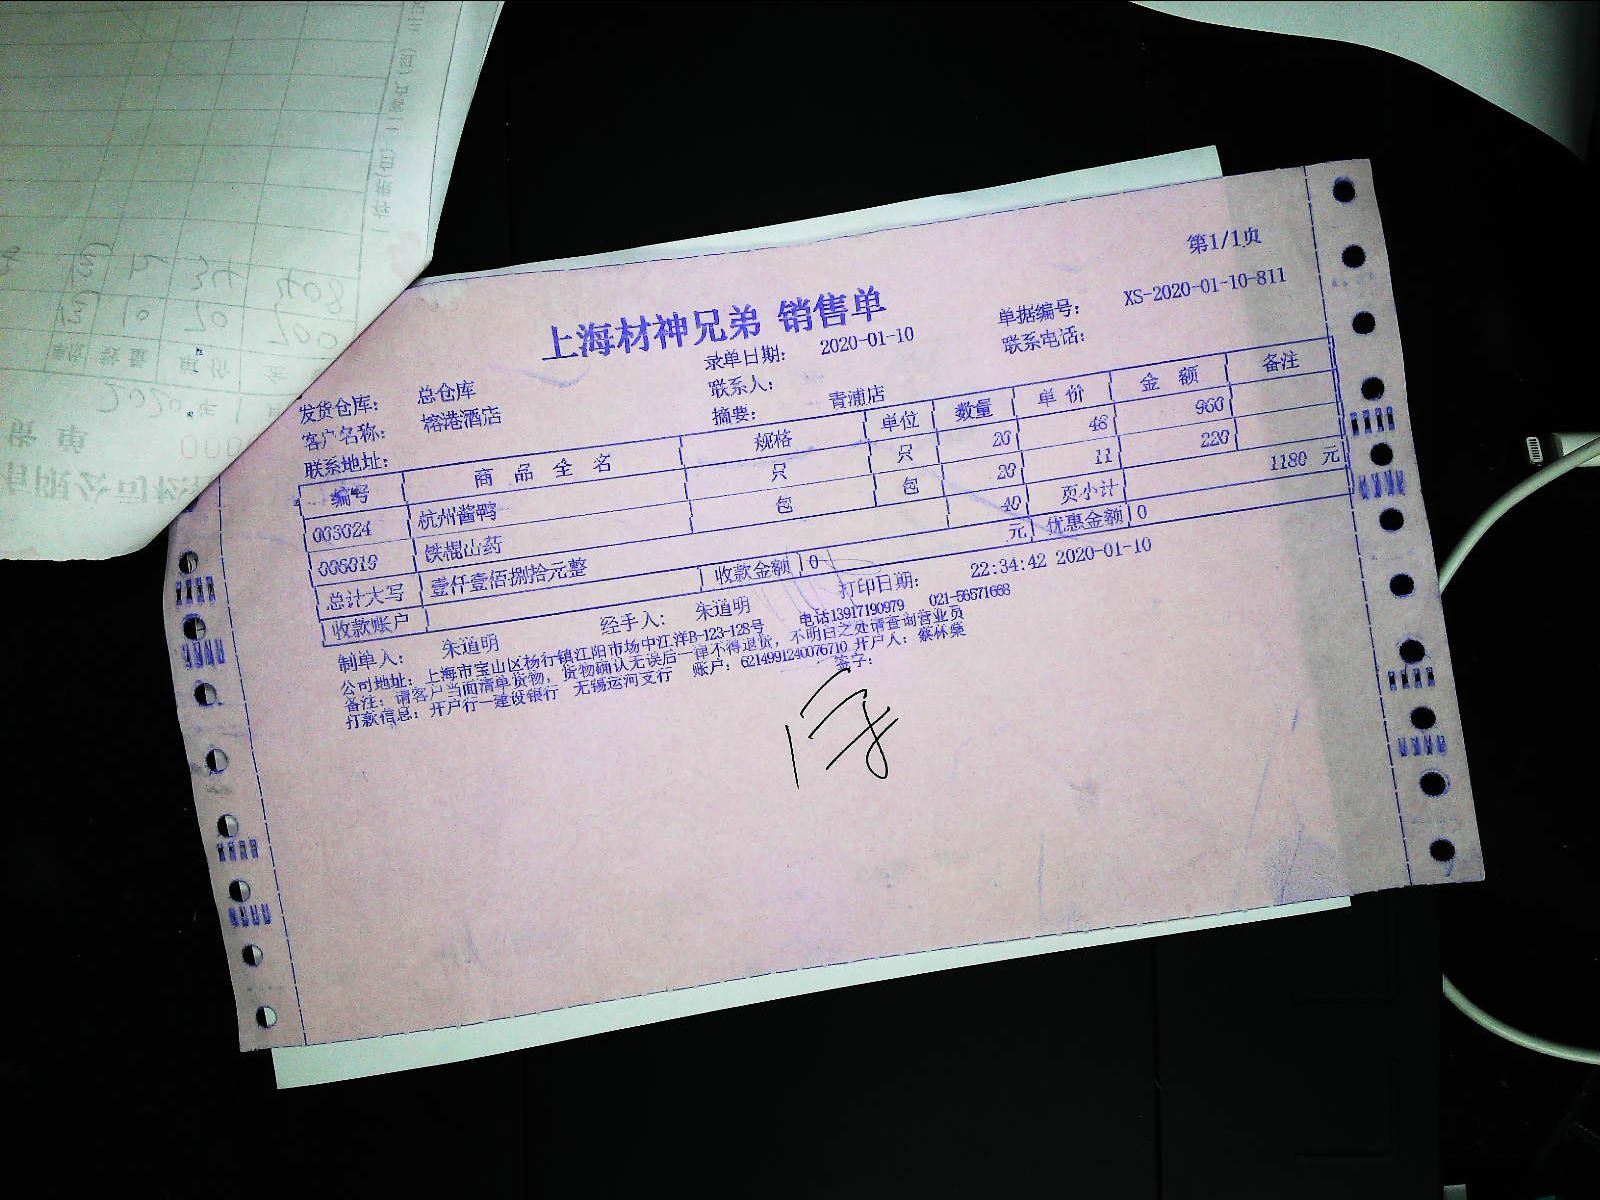 第1/1页
上海材神兄弟 销售单
发货仓库： 总仓库 录单日期： 2020-01-10 单据编号： XS-2020-01-10-811
客户名称： 榕港酒店 联系人： 联系电话：
联系地址： 摘要： 青浦店
编号 商品全名 规格 单位 数量 单价 金额 备注
003024 杭州酱鸭 只 只 20 48 960
铁棍山药 包 包 20 11 220
40 页小计 1180 元
总计大写 壹仟壹佰捌拾元整 元 优惠金额 0
收款账户 收款金额 0
制单人： 朱道明 经手人： 朱道明 打印日期： 22:34:42 2020-01-10
公司地址：上海市宝山区杨行镇江阳市场中江洋B-123-128号 电话13917190979 021-56571668
备注：请客户当面清单货物，货物确认无误后一律不得退货，不明白之处请查询营业员
打款信息：开户行—建设银行 无锡运河支行 账户：6214991240076710 开户人：蔡林燊
签字：